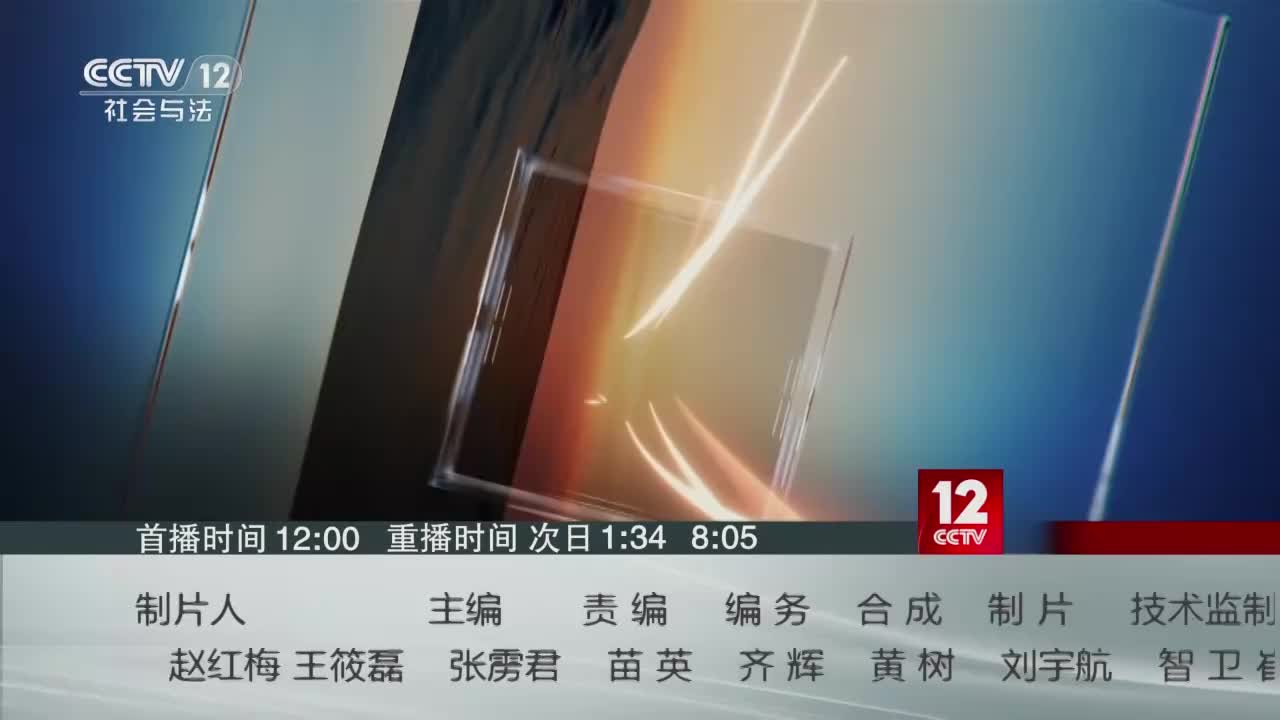 CCTV 12
社会与法
12
CCTV
首播时间 12:00 重播时间 次日 1:34 8:05
制片人 主编 责编 编务 合成 制片 技术监制
赵红梅 王筱磊 张雳君 苗英 齐辉 黄树 刘宇航 智卫